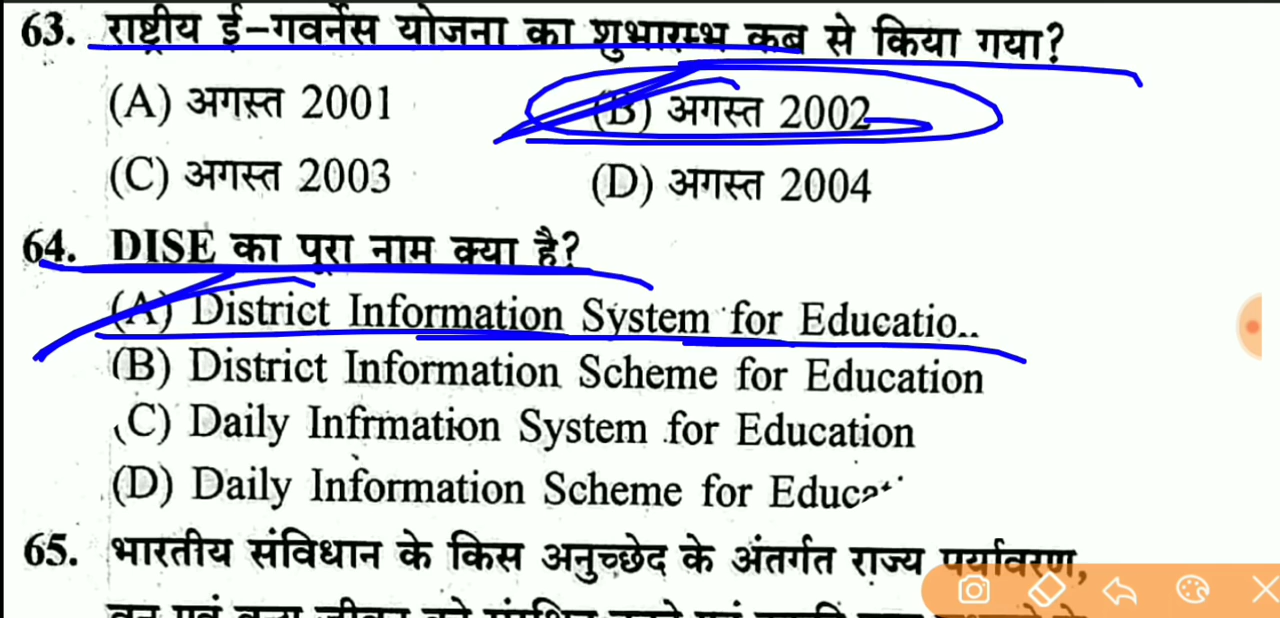 63. राष्ट्रीय ई-गवर्नेंस योजना का शुभारम्भ कब से किया गया?
(A) अगस्त 2001 (B) अगस्त 2002
(C) अगस्त 2003 (D) अगस्त 2004
64. DISE का पूरा नाम क्या है?
(A) District Information System for Educatio..
(B) District Information Scheme for Education
(C) Daily Infrmation System for Education
(D) Daily Information Scheme for
65. भारतीय संविधान के किस अनुच्छेद के अंतर्गत राज्य पर्यावरण,